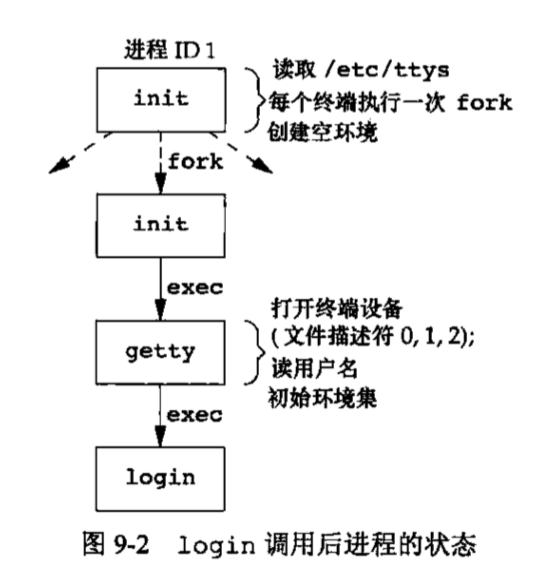 进程 ID 1
init
读取 /etc/ttys
每个终端执行一次 fork
创建空环境
fork
init
exec
getty
打开终端设备
(文件描述符 0, 1, 2);
读用户名
初始环境集
exec
login
图 9-2 login 调用后进程的状态